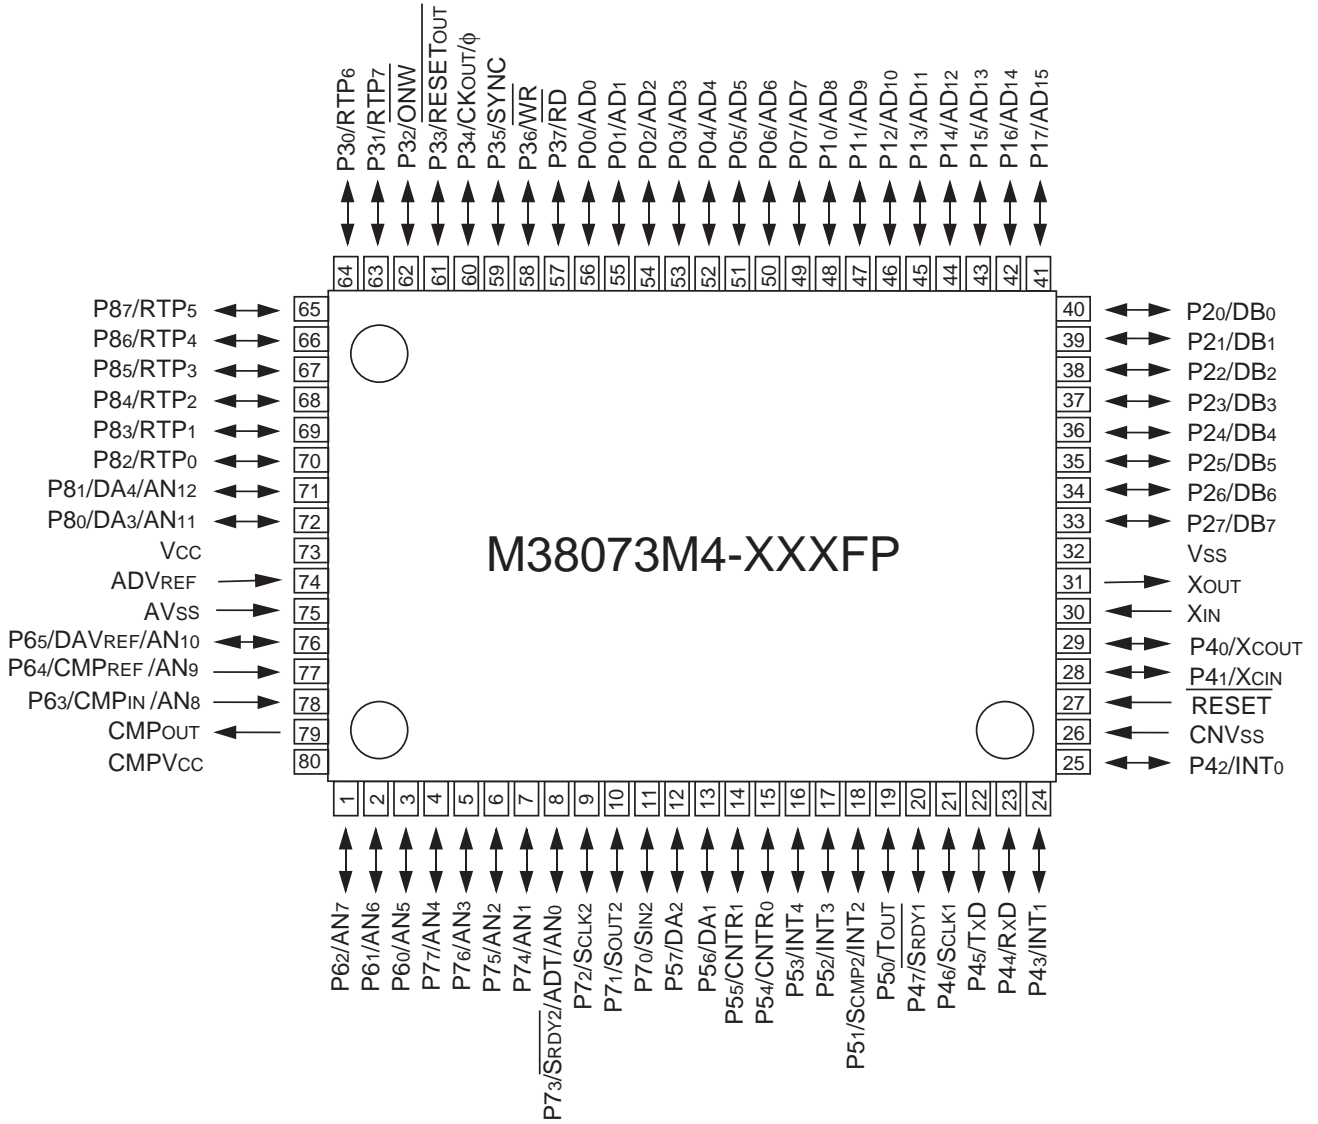 P30/RTP6
P31/RTP7
P32/ONW
P33/RESETOUT
P34/CKOUT/ϕ
P35/SYNC
P36/WR
P37/RD
P00/AD0
P01/AD1
P02/AD2
P03/AD3
P04/AD4
P05/AD5
P06/AD6
P07/AD7
P10/AD8
P11/AD9
P12/AD10
P13/AD11
P14/AD12
P15/AD13
P16/AD14
P17/AD15
64 63 62 61 60 59 58 57 56 55 54 53 52 51 50 49 48 47 46 45 44 43 42 41
P87/RTP5 65
P86/RTP4 66
P85/RTP3 67
P84/RTP2 68
P83/RTP1 69
P82/RTP0 70
P81/DA4/AN12 71
P80/DA3/AN11 72
VCC 73
ADVREF 74
AVSS 75
P65/DAVREF/AN10 76
P64/CMPREF /AN9 77
P63/CMPIN /AN8 78
CMPOUT 79
CMPVCC 80
M38073M4-XXXFP
40 P20/DB0
39 P21/DB1
38 P22/DB2
37 P23/DB3
36 P24/DB4
35 P25/DB5
34 P26/DB6
33 P27/DB7
32 VSS
31 XOUT
30 XIN
29 P40/XCOUT
28 P41/XCIN
27 RESET
26 CNVSS
25 P42/INT0
1 2 3 4 5 6 7 8 9 10 11 12 13 14 15 16 17 18 19 20 21 22 23 24
P62/AN7
P61/AN6
P60/AN5
P77/AN4
P76/AN3
P75/AN2
P74/AN1
P73/SRDY2/ADT/AN0
P72/SCLK2
P71/SOUT2
P70/SIN2
P57/DA2
P56/DA1
P55/CNTR1
P54/CNTR0
P53/INT4
P52/INT3
P51/SCMP2/INT2
P50/TOUT
P47/SRDY1
P46/SCLK1
P45/TXD
P44/RXD
P43/INT1